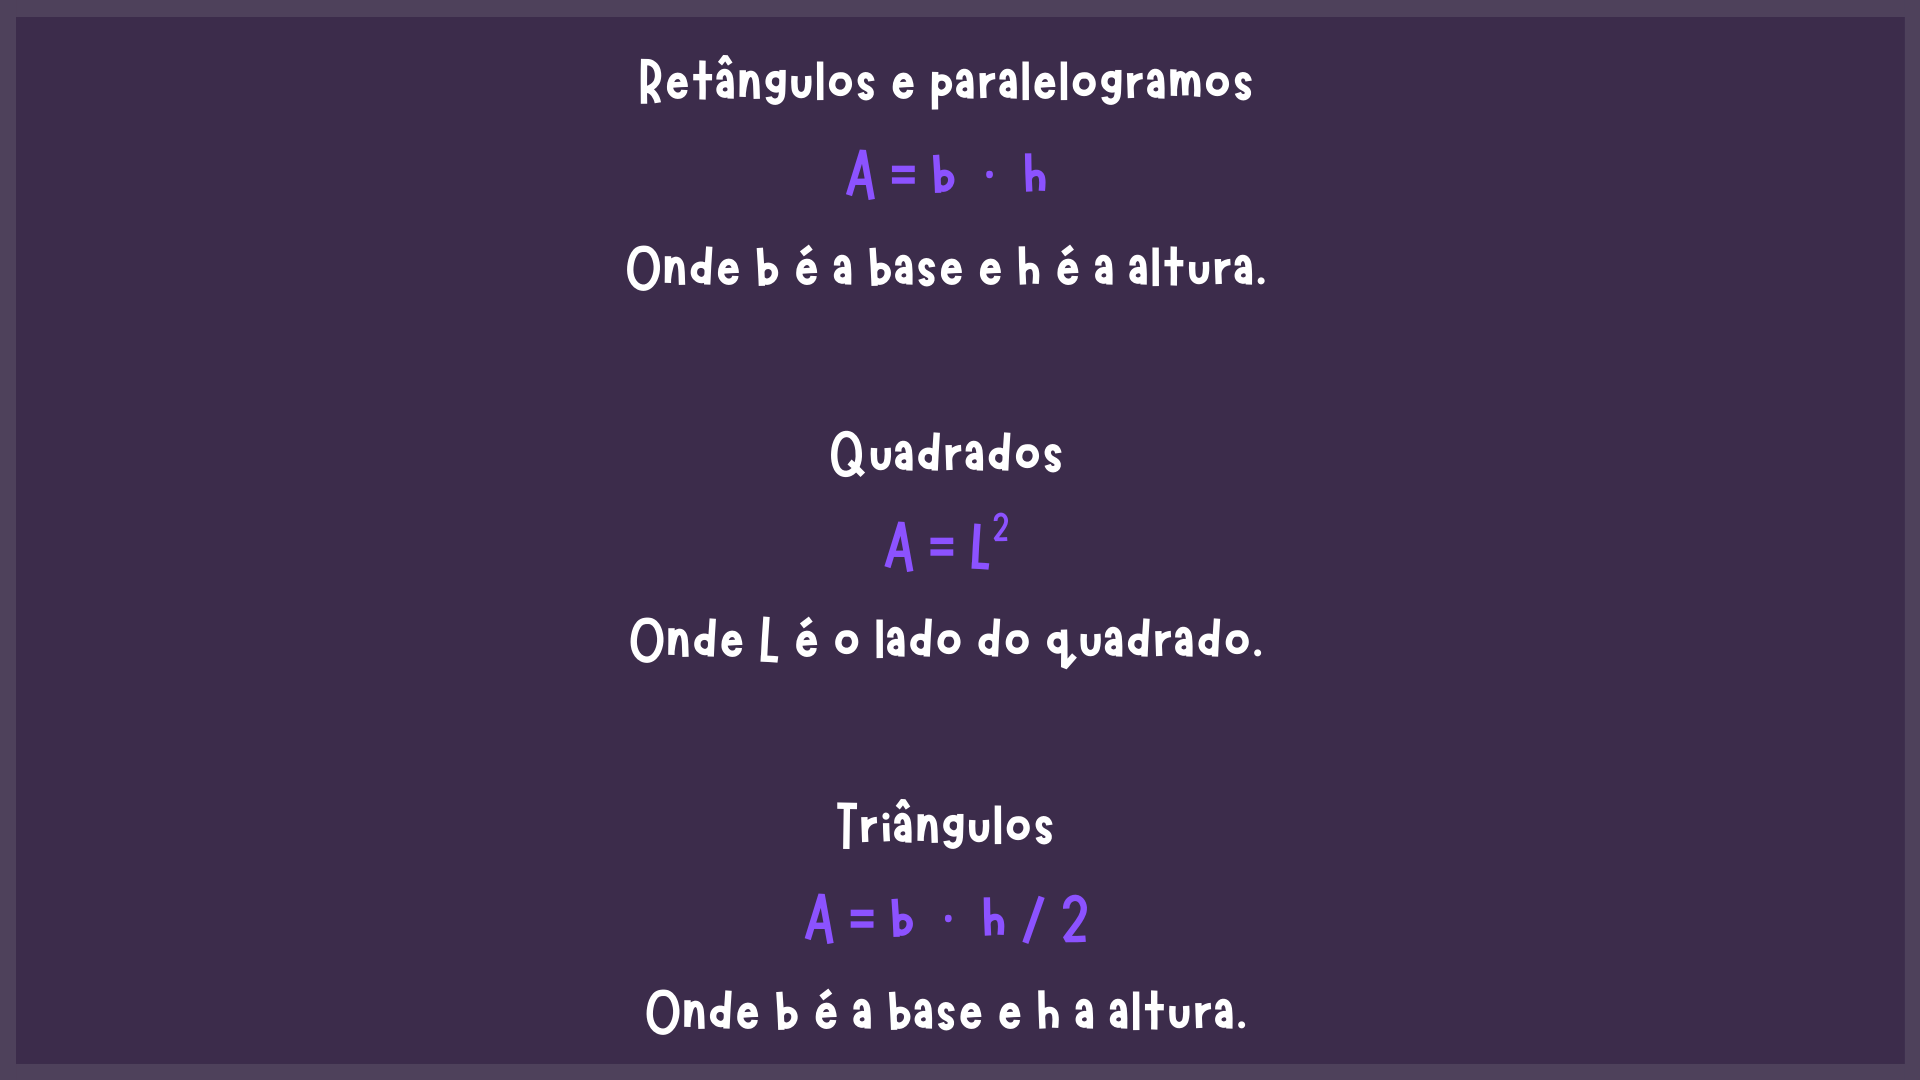 Retângulos e paralelogramos
A = b · h
Onde b é a base e h é a altura.
Quadrados
A = L²
Onde L é o lado do quadrado.
Triângulos
A = b · h / 2
Onde b é a base e h a altura.